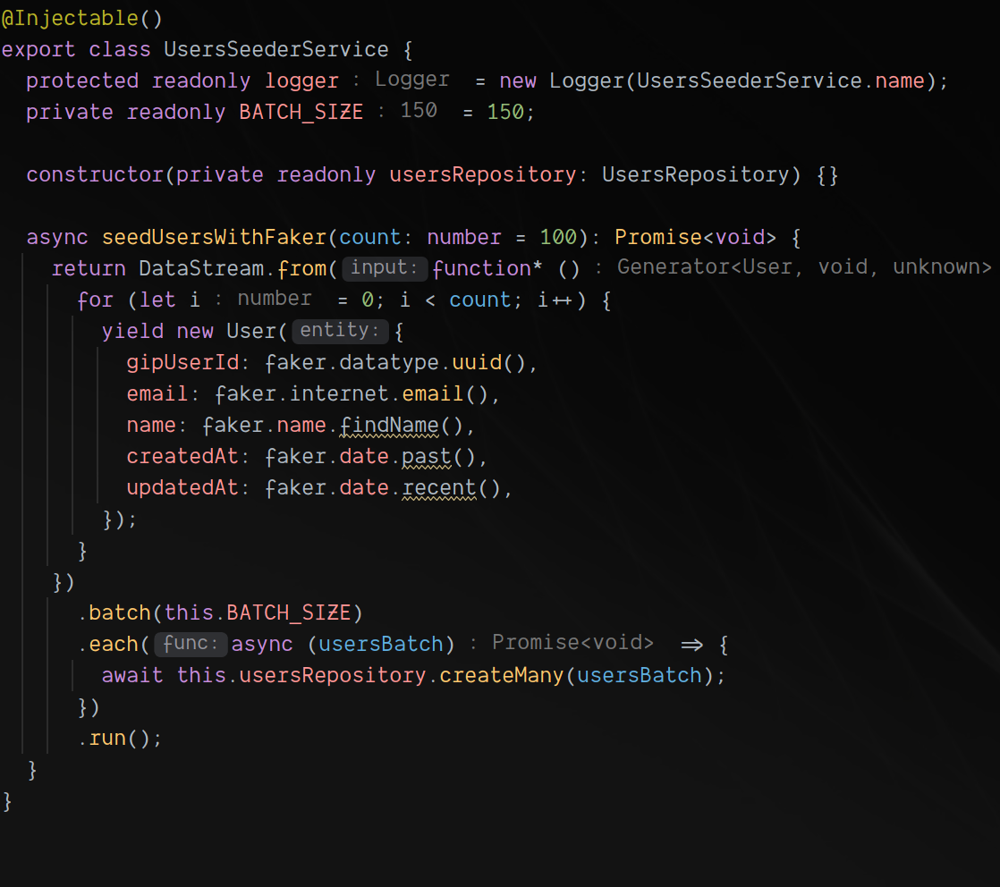 @Injectable()
export class UsersSeederService {
protected readonly logger : Logger = new Logger(UsersSeederService.name);
private readonly BATCH_SIZE : 150 = 150;
constructor(private readonly usersRepository: UsersRepository) {}
async seedUsersWithFaker(count: number = 100): Promise<void> {
return DataStream.from( input: function* () : Generator<User, void, unknown>
for (let i : number = 0; i < count; i++) {
yield new User( entity: {
gipUserId: faker.datatype.uuid(),
email: faker.internet.email(),
name: faker.name.findName(),
createdAt: faker.date.past(),
updatedAt: faker.date.recent(),
});
}
})
.batch(this.BATCH_SIZE)
.each( func: async (usersBatch) : Promise<void> => {
await this.usersRepository.createMany(usersBatch);
})
.run();
}
}